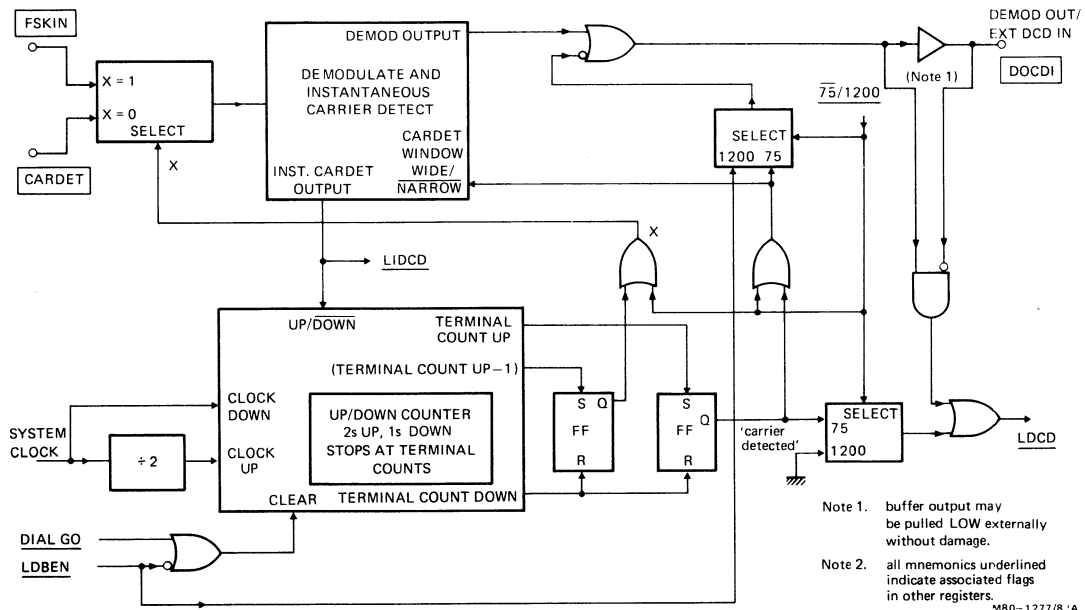 FSKIN
X = 1
X = 0
SELECT
CARDET
X
DEMOD OUTPUT
DEMODULATE AND
INSTANTANEOUS
CARRIER DETECT
CARDET
WINDOW
WIDE/
NARROW
INST. CARDET
OUTPUT
LIDCD
DEMOD OUT/
EXT DCD IN
DOCDI
(Note 1)
75/1200
SELECT
1200 75
X
UP/DOWN
TERMINAL
COUNT UP
(TERMINAL COUNT UP–1)
CLOCK
DOWN
CLOCK
UP
UP/DOWN COUNTER
2s UP, 1s DOWN
STOPS AT TERMINAL
COUNTS
CLEAR
TERMINAL COUNT DOWN
SYSTEM
CLOCK
÷ 2
S Q
FF
R
S
Q
FF
R
'carrier
detected'
SELECT
75
1200
LDCD
DIAL GO
LDBEN
Note 1. buffer output may
be pulled LOW externally
without damage.
Note 2. all mnemonics underlined
indicate associated flags
in other registers.
M80–1277/8/A